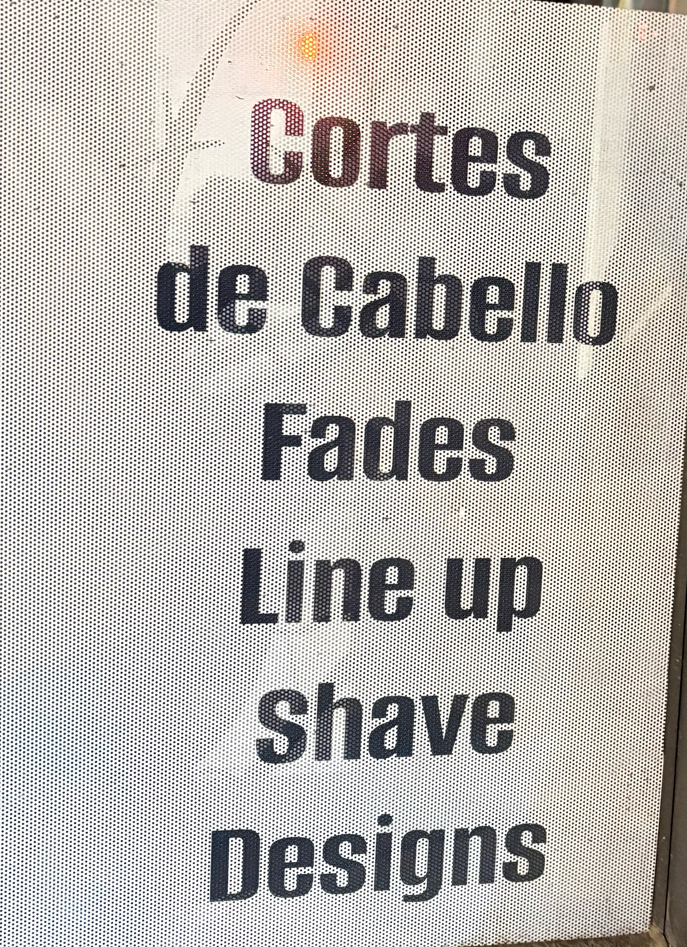 Cortes
de Cabello
Fades
Line up
Shave
Designs